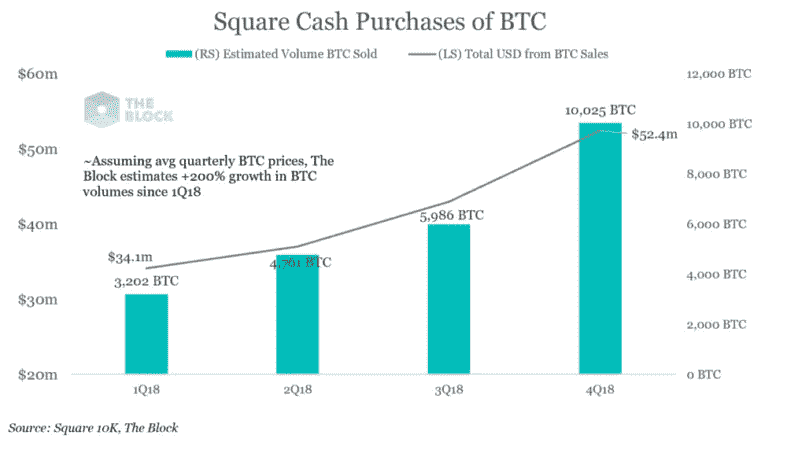 Square Cash Purchases of BTC
(RS) Estimated Volume BTC Sold
(LS) Total USD from BTC Sales
$60m
$50m
$40m
$30m
$20m
12,000 BTC
10,000 BTC
8,000 BTC
6,000 BTC
4,000 BTC
2,000 BTC
0 BTC
THE
BLOCK
~Assuming avg quarterly BTC prices, The
Block estimates +200% growth in BTC
volumes since 1Q18
10,025 BTC
$52.4m
5,986 BTC
4,761 BTC
$34.1m
3,202 BTC
1Q18
2Q18
3Q18
4Q18
Source: Square 10K, The Block